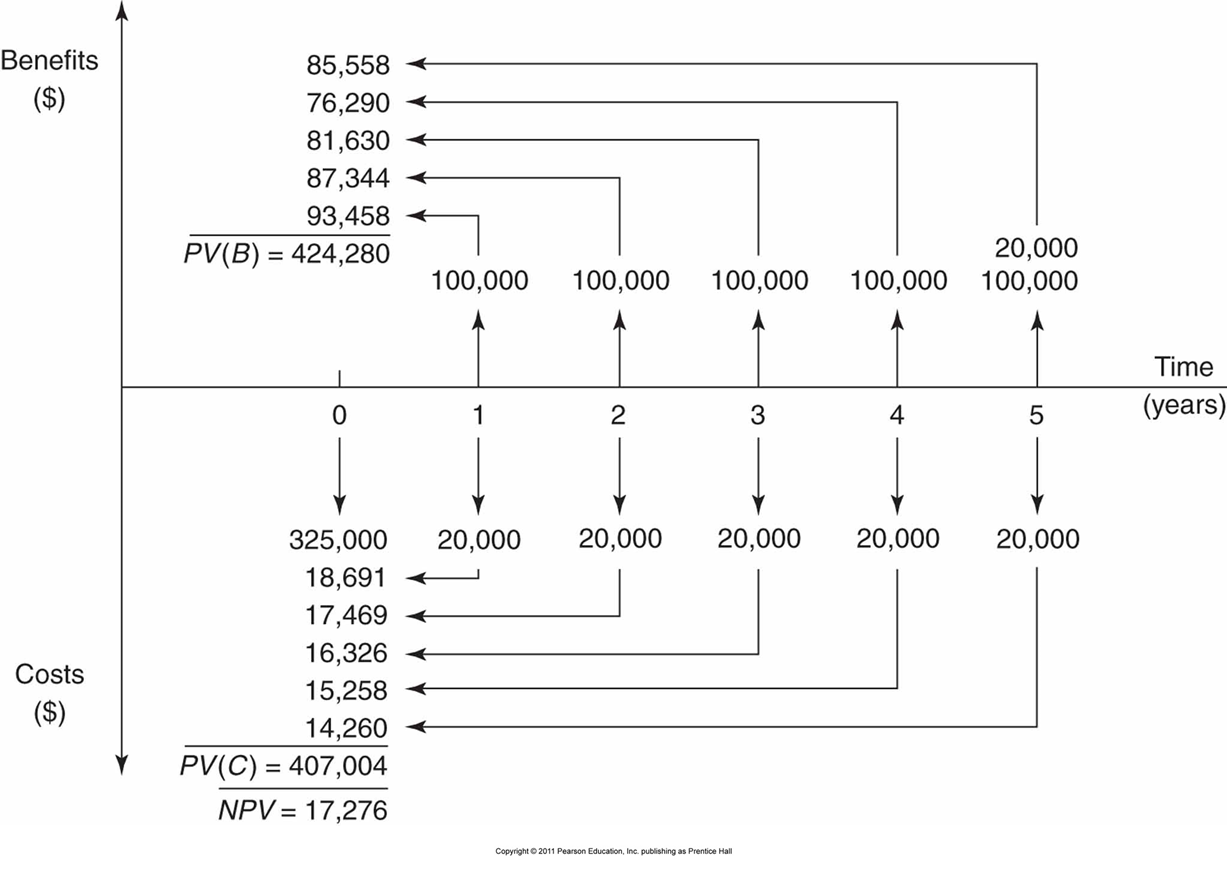 Benefits
($)
85,558
76,290
81,630
87,344
93,458
PV(B) = 424,280
20,000
100,000 100,000 100,000 100,000 100,000
Time
(years)
0 1 2 3 4 5
325,000 20,000 20,000 20,000 20,000 20,000
18,691
17,469
16,326
15,258
14,260
Costs
($)
PV(C) = 407,004
NPV = 17,276
Copyright © 2011 Pearson Education, Inc. publishing as Prentice Hall